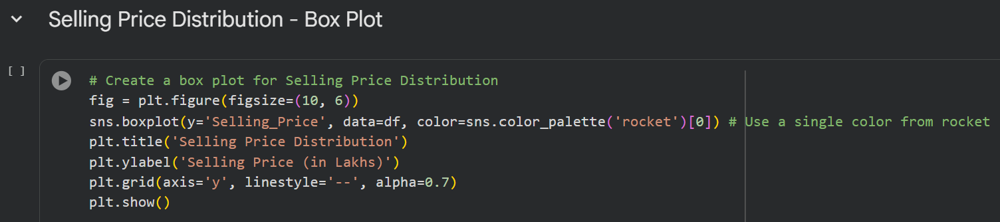 Selling Price Distribution - Box Plot
[ ]
# Create a box plot for Selling Price Distribution
fig = plt.figure(figsize=(10, 6))
sns.boxplot(y='Selling_Price', data=df, color=sns.color_palette('rocket')[0]) # Use a single color from rocket
plt.title('Selling Price Distribution')
plt.ylabel('Selling Price (in Lakhs)')
plt.grid(axis='y', linestyle='--', alpha=0.7)
plt.show()